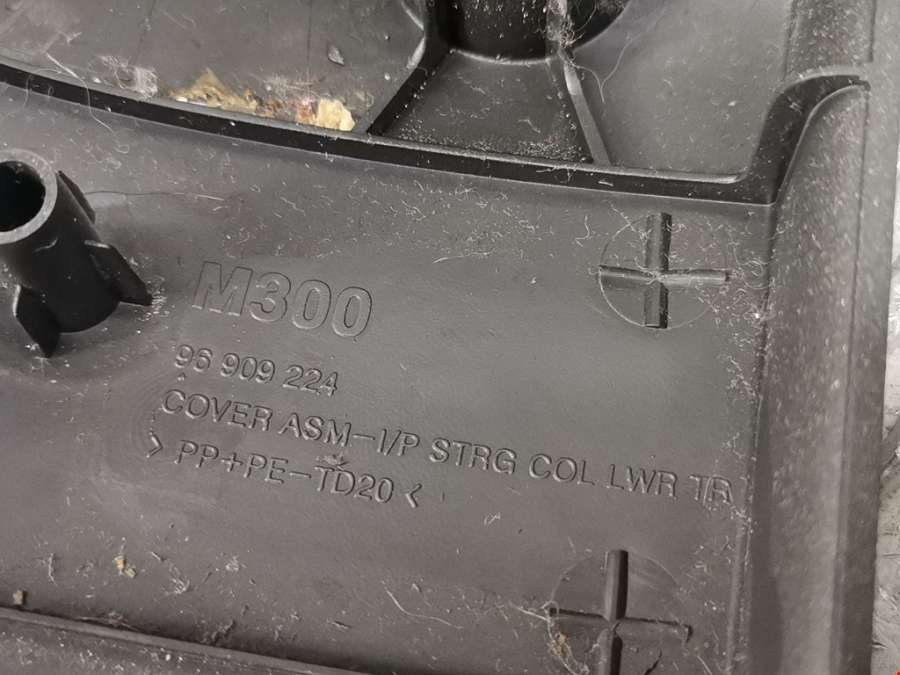 M300
96 909 224
COVER ASM-I/P STRG COL LWR TR
> PP+PE-TD20 <